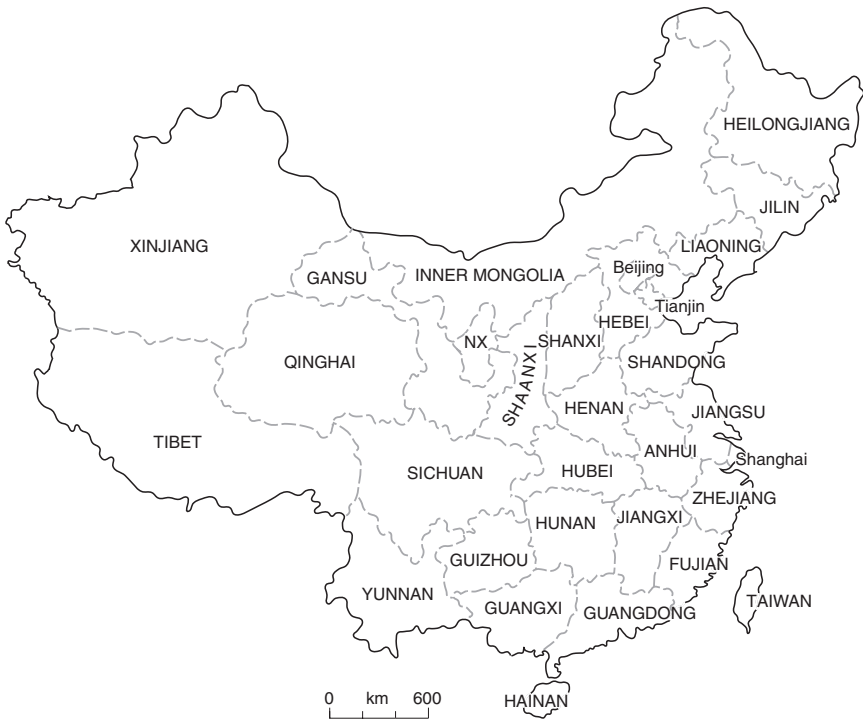 HEILONGJIANG
JILIN
LIAONING
XINJIANG
Beijing
GANSU
INNER MONGOLIA
Tianjin
HEBEI
NX
SHANXI
QINGHAI
SHANDONG
SHAANXI
HENAN
JIANGSU
TIBET
ANHUI
Shanghai
SICHUAN
HUBEI
ZHEJIANG
HUNAN
JIANGXI
GUIZHOU
FUJIAN
YUNNAN
TAIWAN
GUANGXI
GUANGDONG
0 km 600
HAINAN